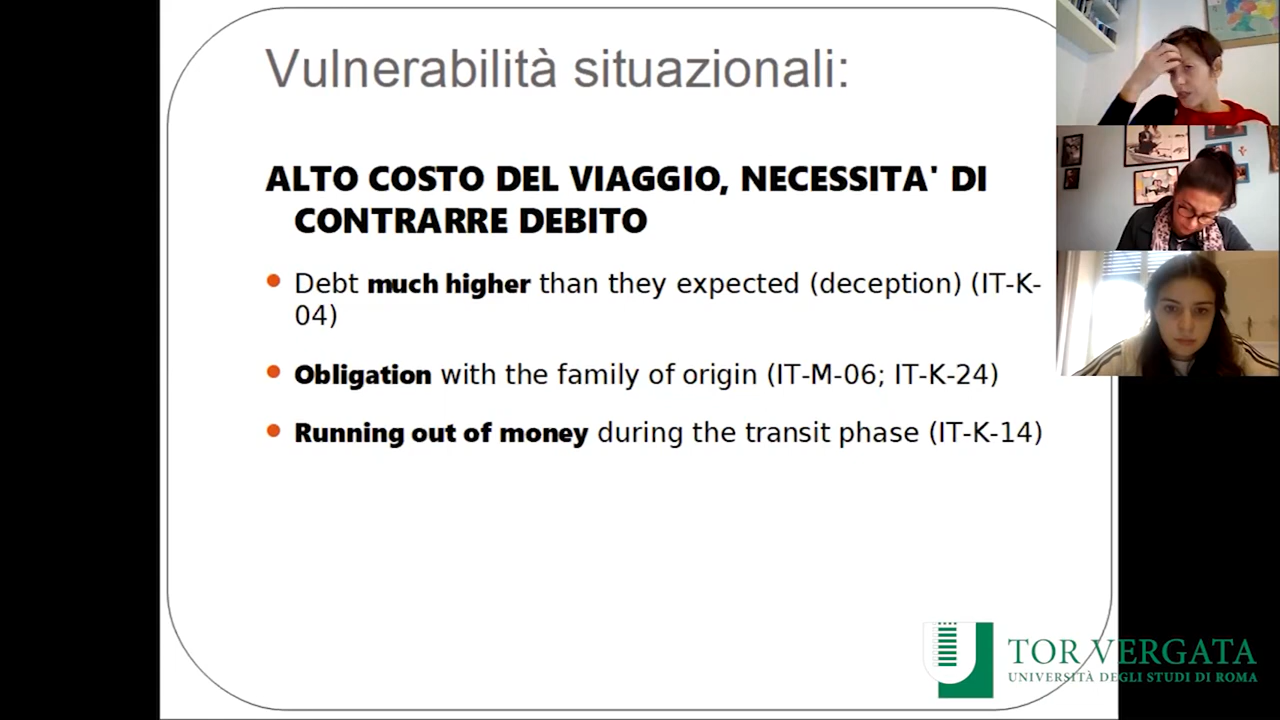 Vulnerabilità situazionali:
ALTO COSTO DEL VIAGGIO, NECESSITA' DI
CONTRARRE DEBITO
Debt much higher than they expected (deception) (IT-K-
04)
Obligation with the family of origin (IT-M-06; IT-K-24)
Running out of money during the transit phase (IT-K-14)
TOR VERGATA
UNIVERSITÀ DEGLI STUDI DI ROMA